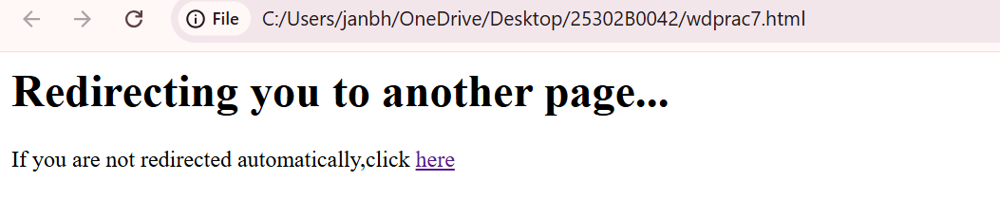 File C:/Users/janbh/OneDrive/Desktop/25302B0042/wdprac7.html
Redirecting you to another page...
If you are not redirected automatically,click here